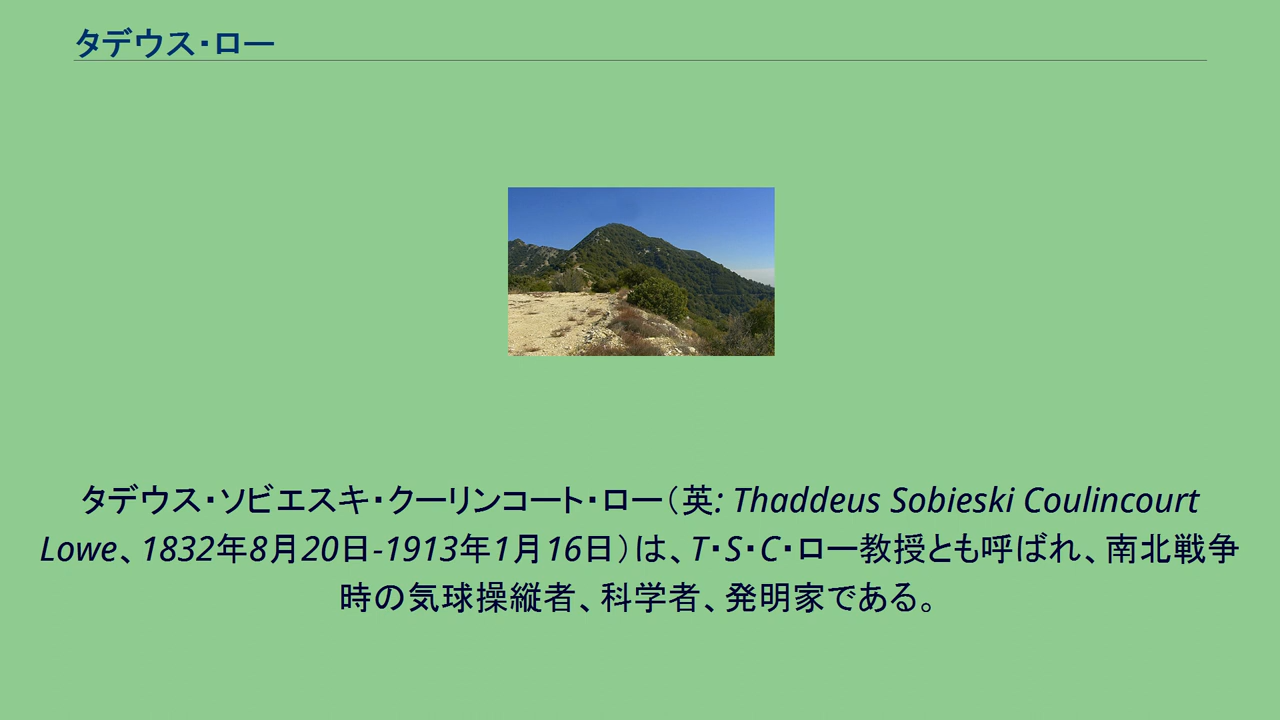 タデウス・ロー
タデウス・ソビエスキ・クーリンコート・ロー（英: Thaddeus Sobieski Coulincourt
Lowe、1832年8月20日-1913年1月16日）は、T・S・C・ロー教授とも呼ばれ、南北戦争
時の気球操縦者、科学者、発明家である。